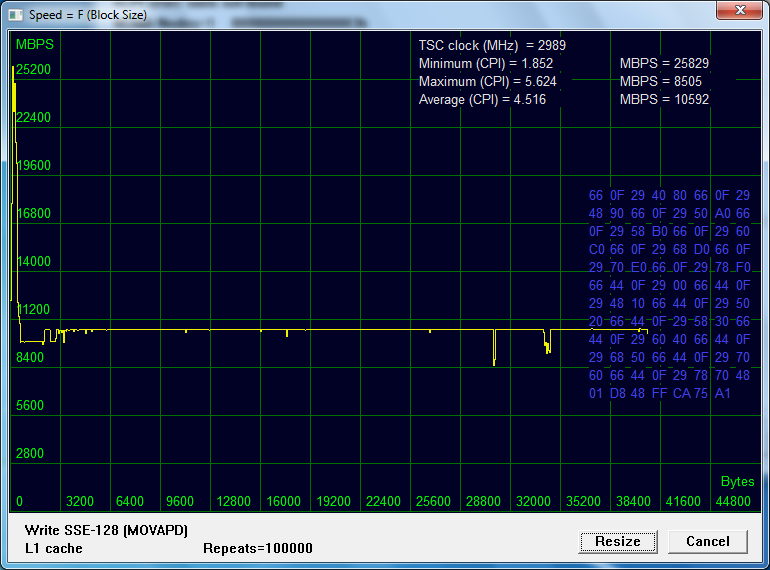 Speed = F (Block Size)
MBPS
TSC clock (MHz) = 2989
Minimum (CPI) = 1.852 MBPS = 25829
Maximum (CPI) = 5.624 MBPS = 8505
Average (CPI) = 4.516 MBPS = 10592
25200
22400
19600
16800
14000
11200
8400
5600
2800
66 0F 29 40 80 66 0F 29
48 90 66 0F 29 50 A0 66
0F 29 58 B0 66 0F 29 60
C0 66 0F 29 68 D0 66 0F
29 70 E0 66 0F 29 78 F0
66 44 0F 29 00 66 44 0F
29 48 10 66 44 0F 29 50
20 66 44 0F 29 58 30 66
44 0F 29 60 40 66 44 0F
29 68 50 66 44 0F 29 70
60 66 44 0F 29 78 70 48
01 D8 48 FF CA 75 A1
Bytes
0 3200 6400 9600 12800 16000 19200 22400 25600 28800 32000 35200 38400 41600 44800
Write SSE-128 (MOVAPD)
L1 cache Repeats=100000
Resize Cancel